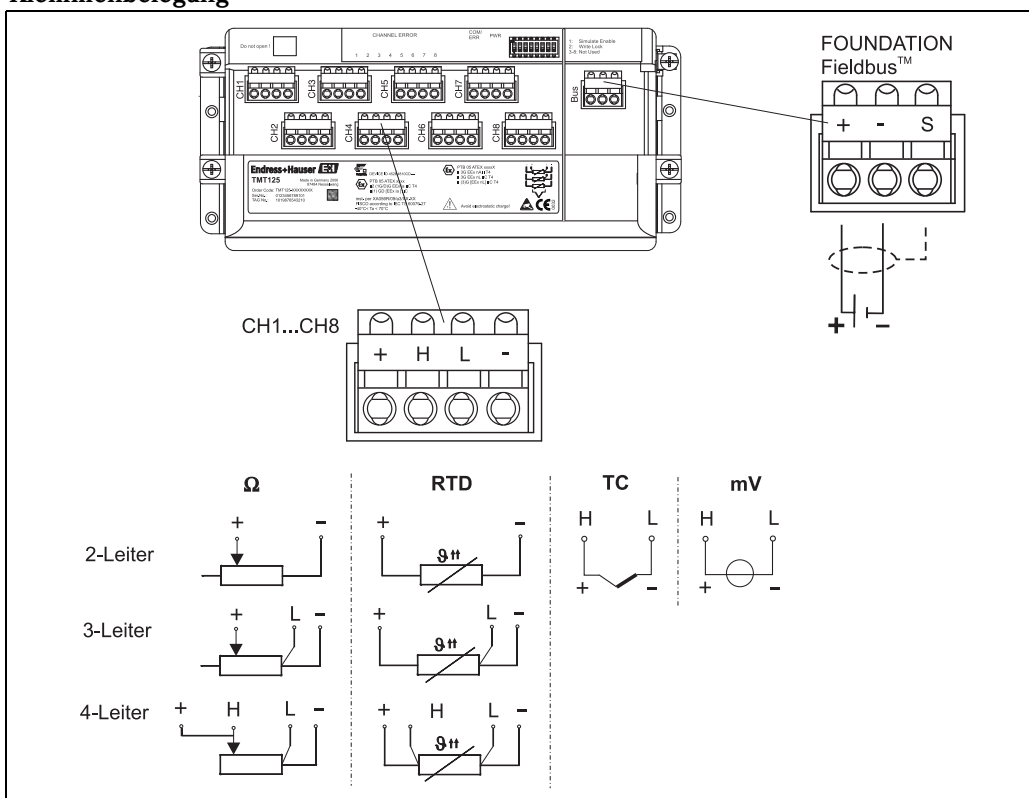 Klemmenbelegung
Do not open !
CHANNEL ERROR
1 2 3 4 5 6 7 8
COM/
ERR
PWR
1: Simulate Enable
2: Write Lock
3-8: Not Used
CH1
CH3
CH5
CH7
Bus
CH2
CH4
CH6
CH8
Endress+Hauser
TMT125
Avoid electrostatic charge!
FOUNDATION
Fieldbus™
+ - S
+ -
CH1...CH8
+ H L -
Ω RTD TC mV
2-Leiter
+ -
+ ϑ -
H L
+ -
H L
+ -
3-Leiter
+ L -
+ ϑ L -
4-Leiter
+ H L -
+ H ϑ L -